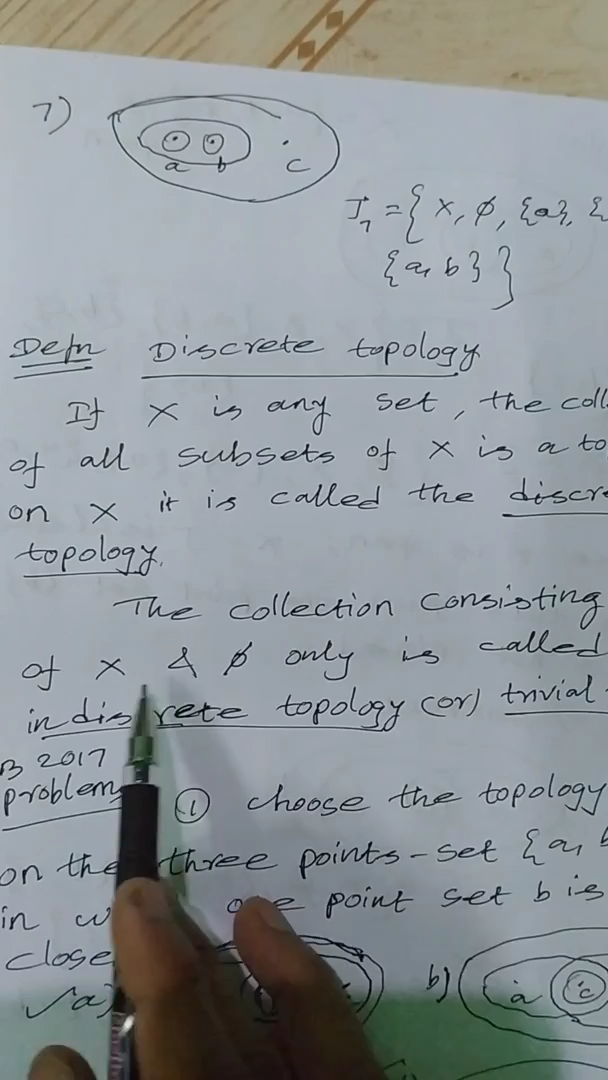 7)
a b c
J₇ = { X, ∅, {a}, {
{a, b} }
Defn Discrete topology
If X is any set, the coll
of all subsets of X is a to
on X it is called the discre
topology.
The collection consisting
of X & ∅ only is called
indiscrete topology (or) trivial
B 2017
problem ① choose the topology
on the three points-set {a, b
in point set b is
close
✓a) b) a c